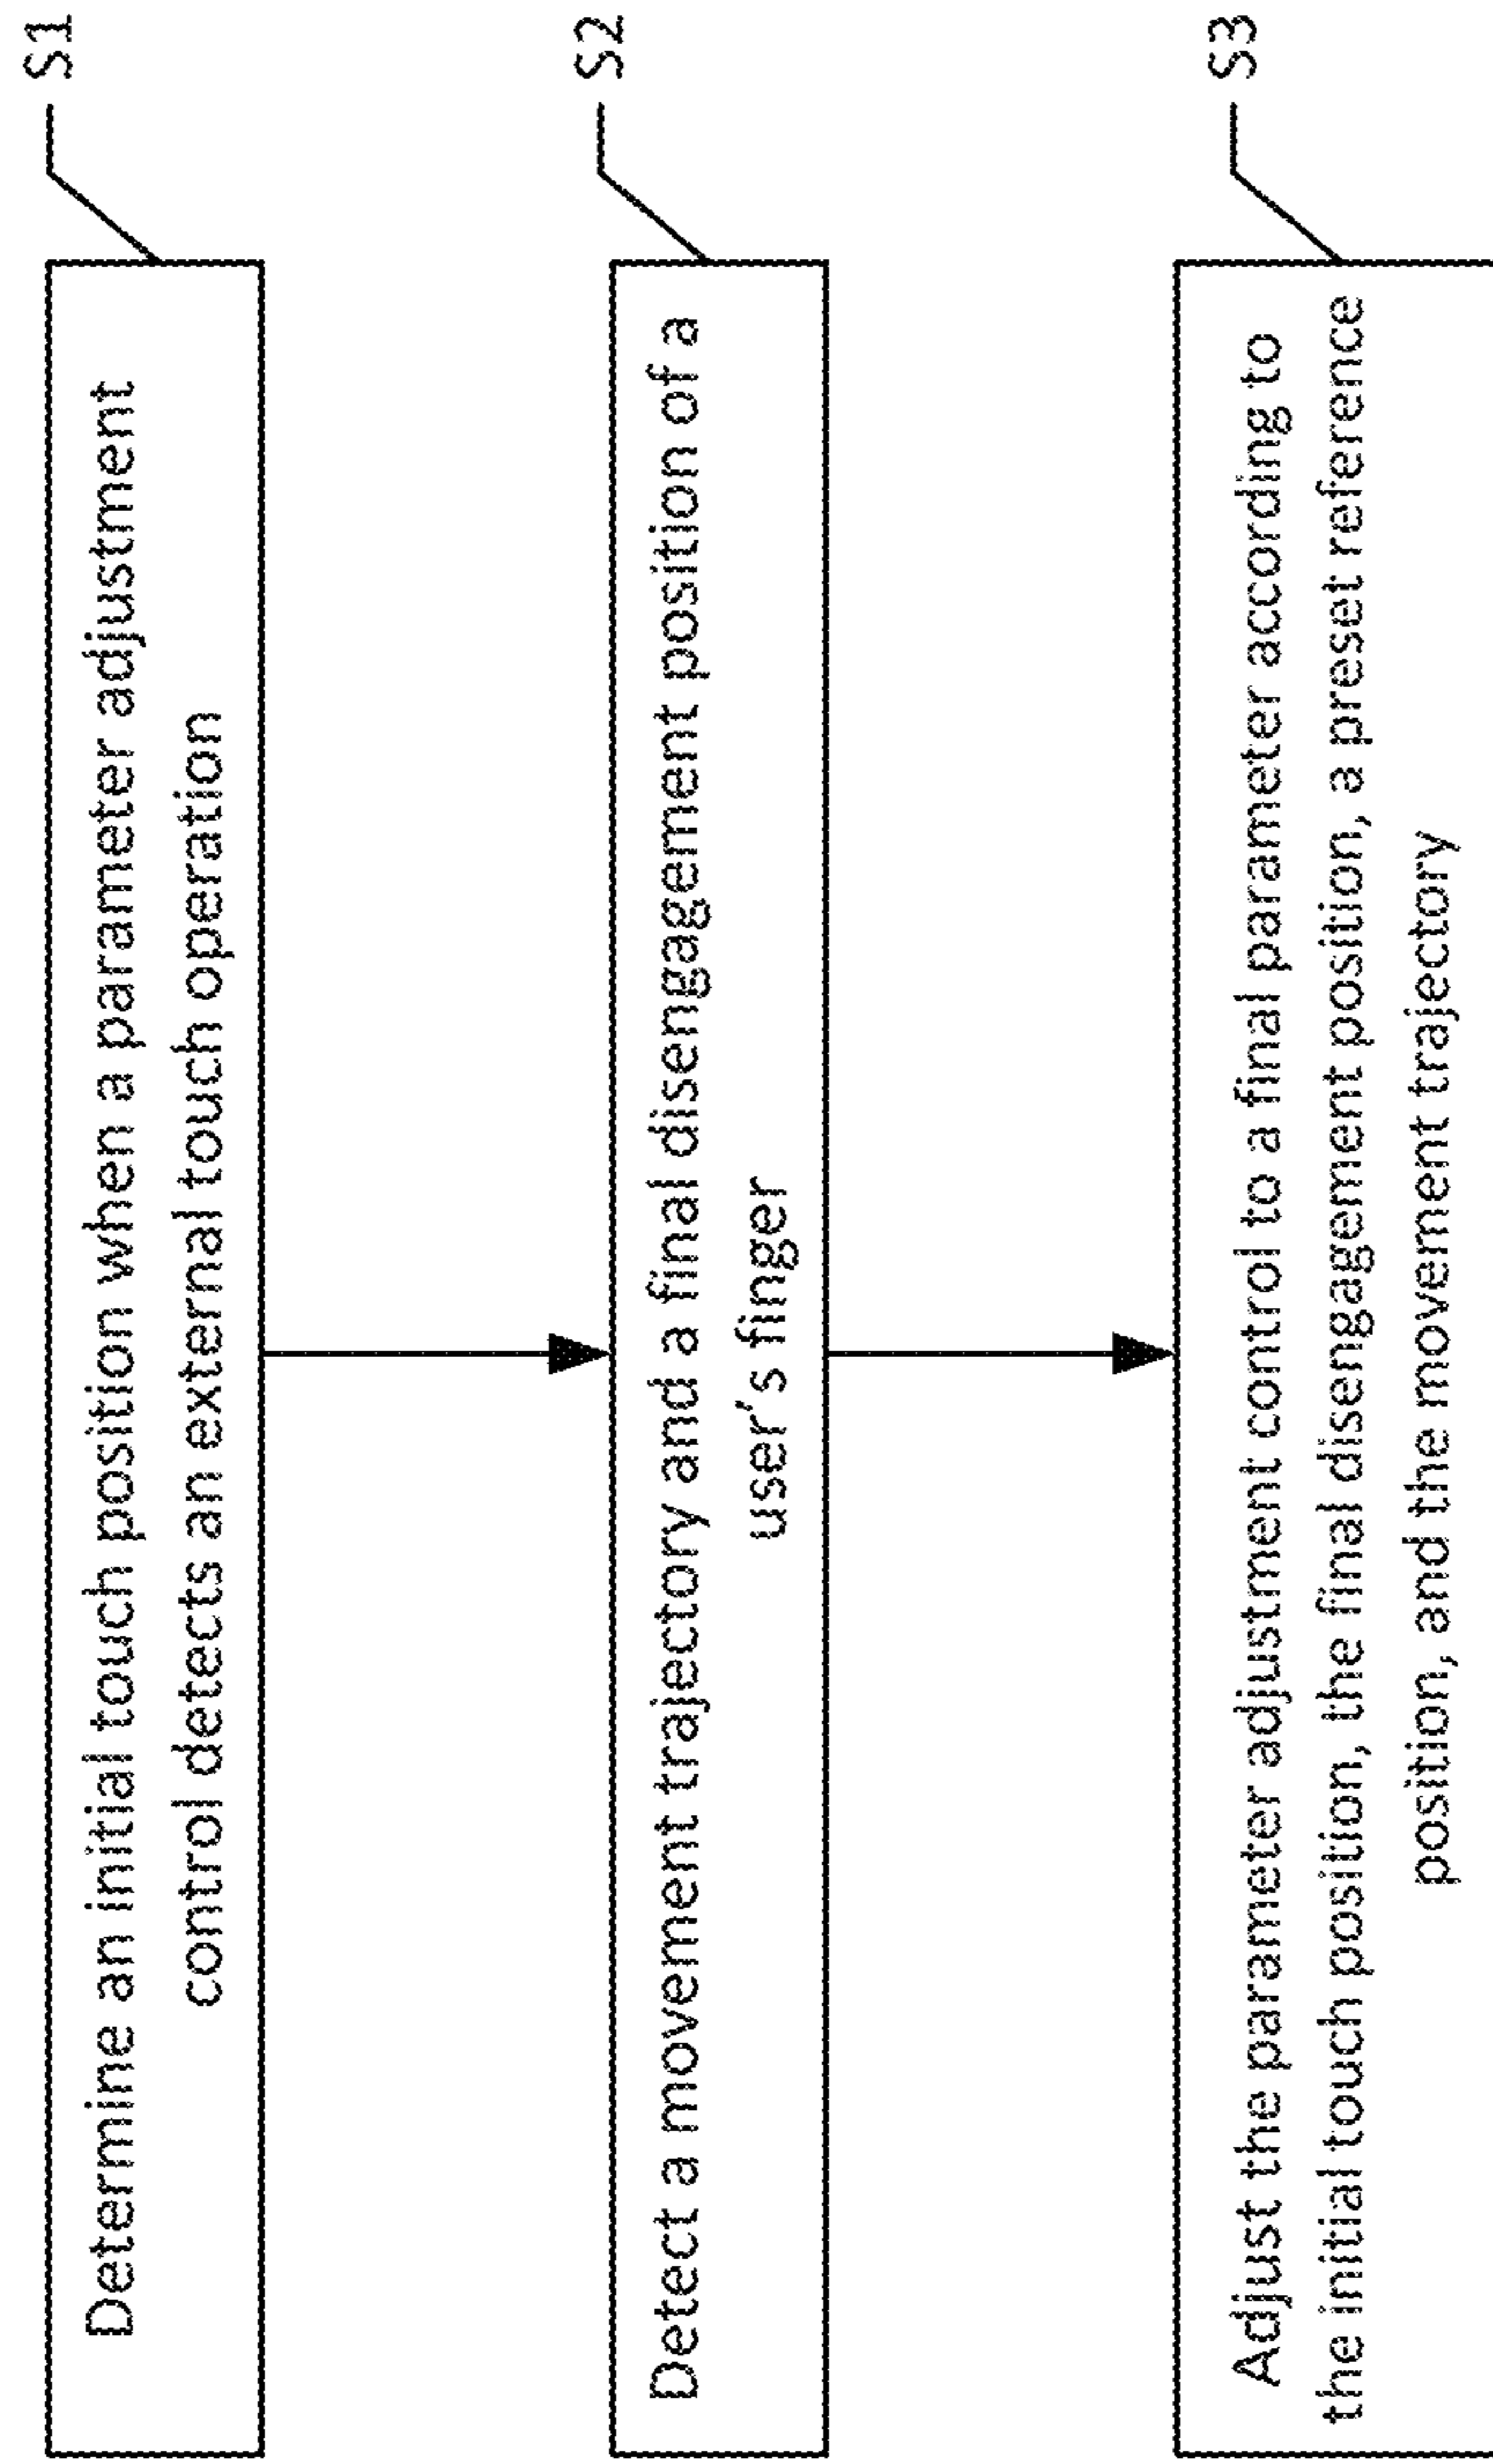 Determine an initial touch position when a parameter adjustment
control detects an external touch operation
S1
Detect a movement trajectory and a final disengagement position of a
user's finger
S2
Adjust the parameter adjustment control to a final parameter according to
the initial touch position, the final disengagement position, a preset reference
position, and the movement trajectory
S3